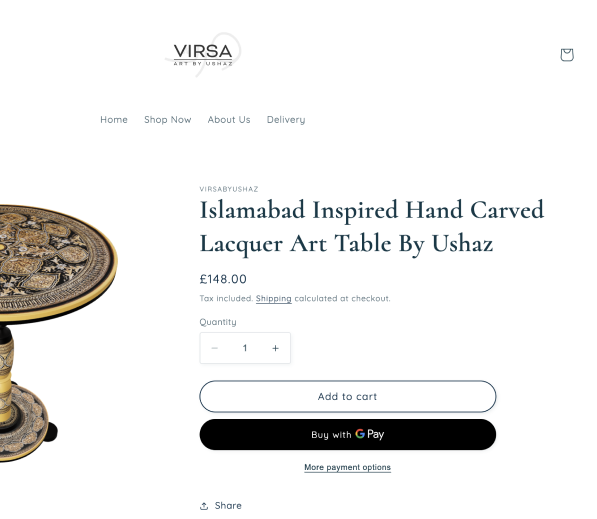 VIRSA
ART BY USHAZ
Home Shop Now About Us Delivery
VIRSABYUSHAZ
Islamabad Inspired Hand Carved
Lacquer Art Table By Ushaz
£148.00
Tax included. Shipping calculated at checkout.
Quantity
− 1 +
Add to cart
Buy with G Pay
More payment options
Share